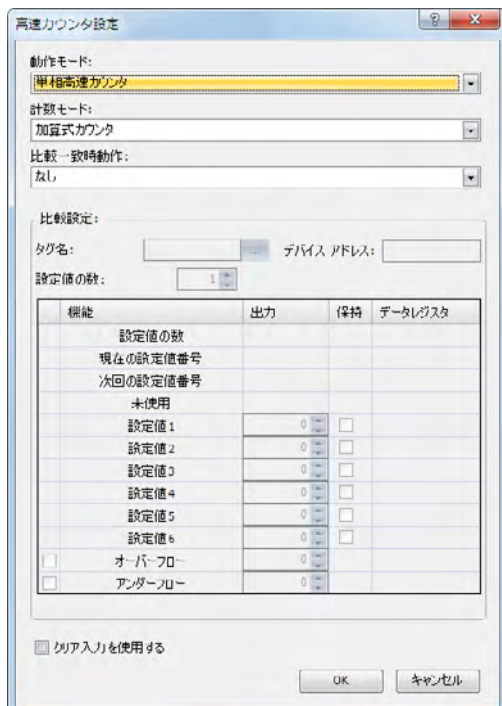 高速カウンタ設定
動作モード:
単相高速カウンタ
計数モード:
加算式カウンタ
比較一致時動作:
なし
比較設定:
タグ名: デバイス アドレス:
設定値の数: 1
機能 出力 保持 データレジスタ
設定値の数
現在の設定値番号
次回の設定値番号
未使用
設定値1 0
設定値2 0
設定値3 0
設定値4 0
設定値5 0
設定値6 0
オーバーフロー 0
アンダーフロー 0
クリア入力を使用する
OK キャンセル